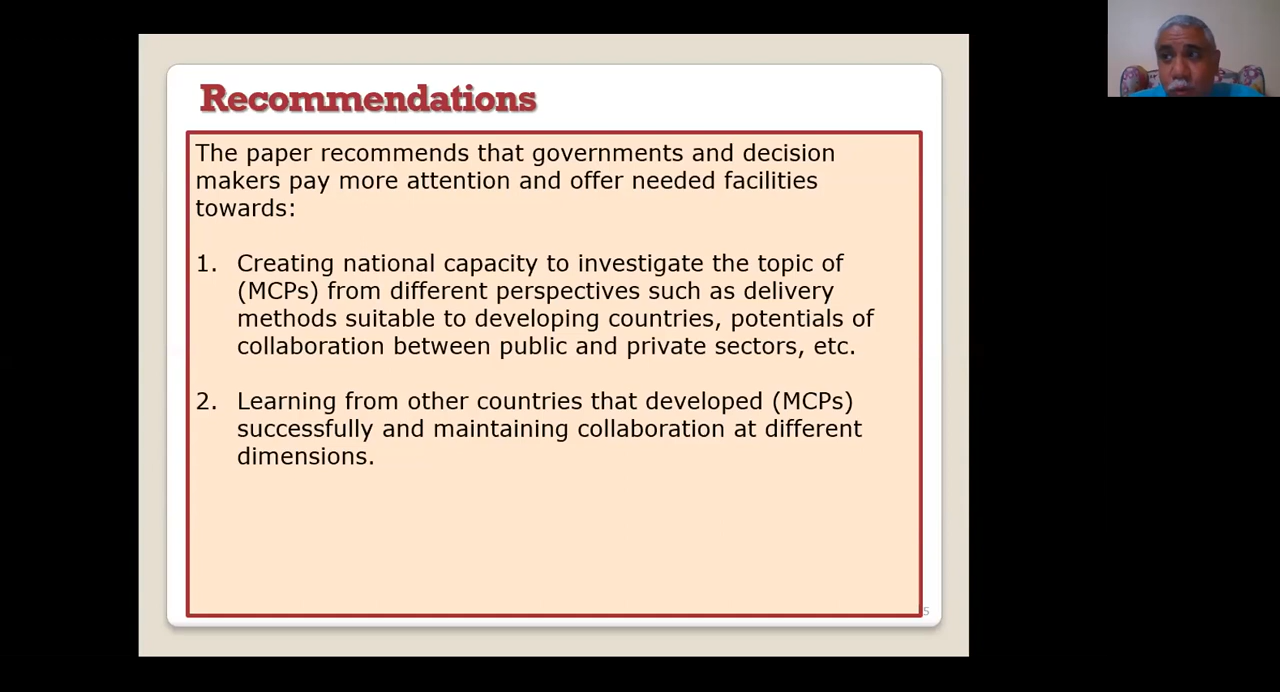 Recommendations
The paper recommends that governments and decision
makers pay more attention and offer needed facilities
towards:
1. Creating national capacity to investigate the topic of
(MCPs) from different perspectives such as delivery
methods suitable to developing countries, potentials of
collaboration between public and private sectors, etc.
2. Learning from other countries that developed (MCPs)
successfully and maintaining collaboration at different
dimensions.